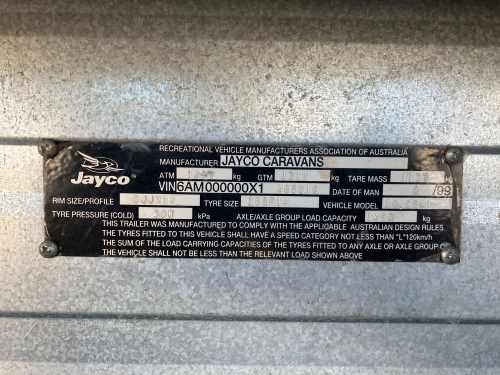 RECREATIONAL VEHICLE MANUFACTURERS ASSOCIATION OF AUSTRALIA
Jayco
MANUFACTURER JAYCO CARAVANS
ATM kg GTM kg TARE MASS
VIN 6AM000000X1 DATE OF MAN /99
RIM SIZE/PROFILE TYRE SIZE VEHICLE MODEL
TYRE PRESSURE (COLD) 300 kPa AXLE/AXLE GROUP LOAD CAPACITY kg
THIS TRAILER WAS MANUFACTURED TO COMPLY WITH THE APPLICABLE AUSTRALIAN DESIGN RULES
THE TYRES FITTED TO THIS VEHICLE SHALL HAVE A SPEED CATEGORY NOT LESS THAN "L"120km/h
THE SUM OF THE LOAD CARRYING CAPACITIES OF THE TYRES FITTED TO ANY AXLE OR AXLE GROUP OF
THE VEHICLE SHALL NOT BE LESS THAN THE RELEVANT LOAD SHOWN ABOVE